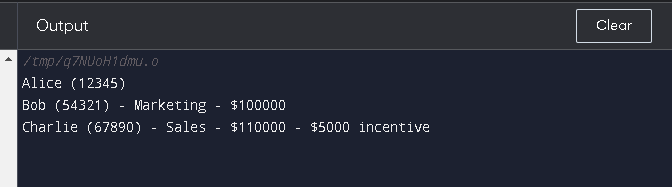 Output
Clear
/tmp/q7NUoH1dmu.o
Alice (12345)
Bob (54321) - Marketing - $100000
Charlie (67890) - Sales - $110000 - $5000 incentive